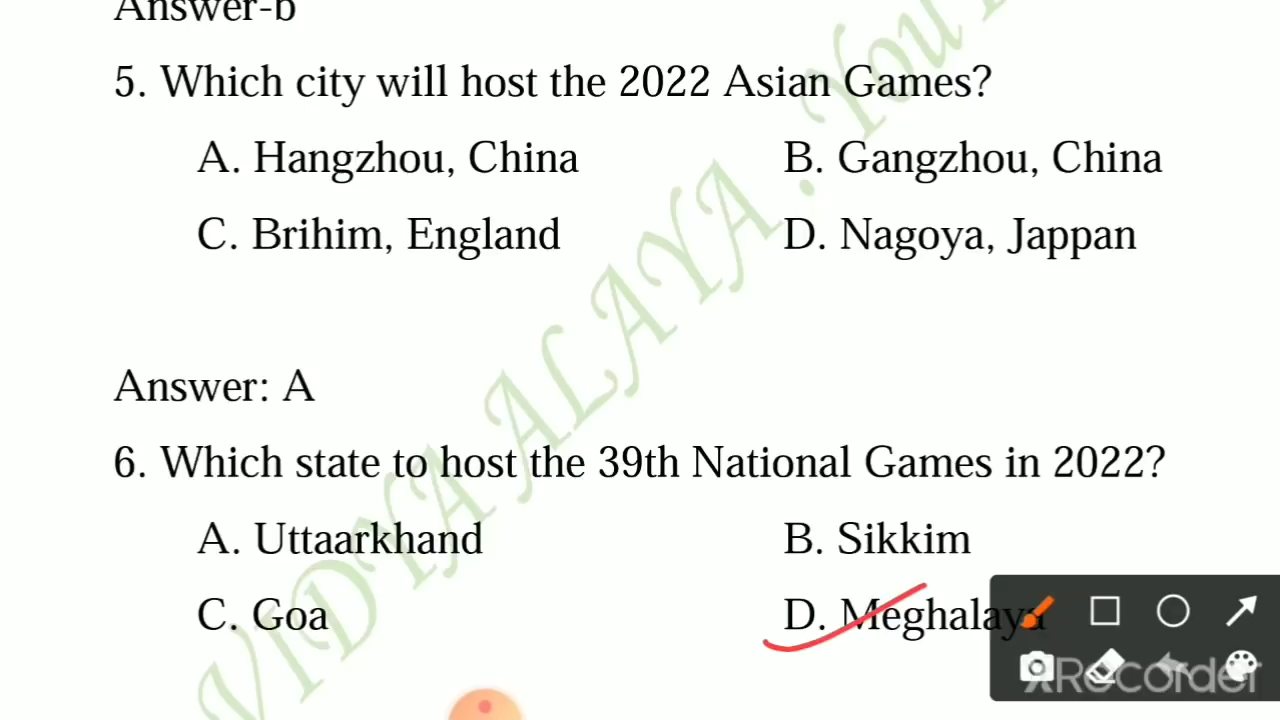 Answer-b
5. Which city will host the 2022 Asian Games?
A. Hangzhou, China B. Gangzhou, China
C. Brihim, England D. Nagoya, Jappan
Answer: A
6. Which state to host the 39th National Games in 2022?
A. Uttaarkhand B. Sikkim
C. Goa D. Meghalaya
VIDYA ALAYA . You
XRecorder